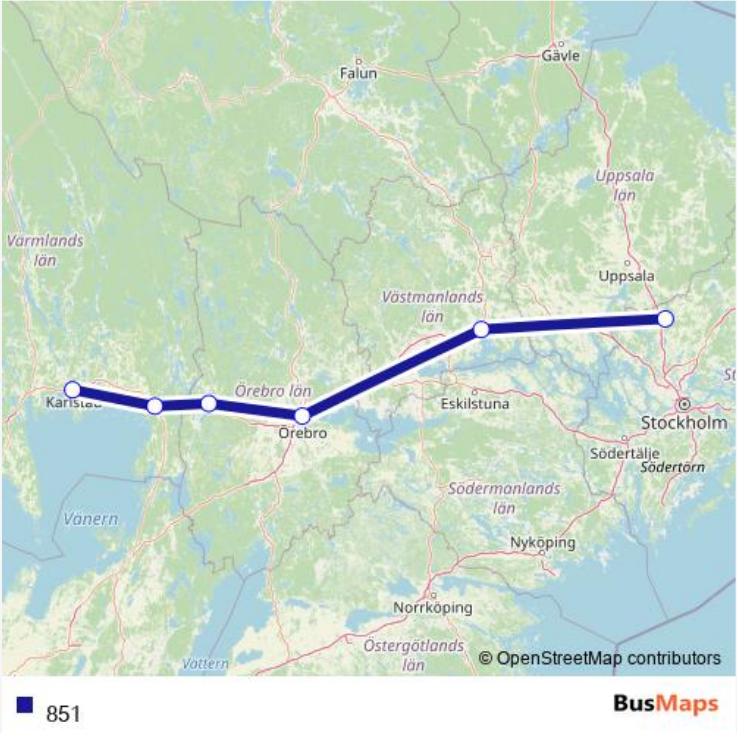 Gävle
Falun
Uppsala
län
Värmlands
län
Uppsala
Västmanlands
län
Örebro län
Eskilstuna
Örebro
Stockholm
Södertälje
Södertörn
Södermanlands
län
Vänern
Nyköping
Norrköping
Östergötlands
län
Vättern
© OpenStreetMap contributors
851
BusMaps